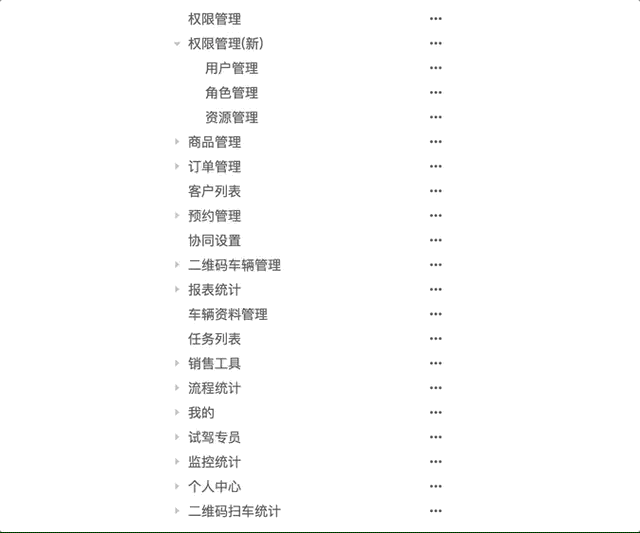 权限管理
权限管理(新)
用户管理
角色管理
资源管理
商品管理
订单管理
客户列表
预约管理
协同设置
二维码车辆管理
报表统计
车辆资料管理
任务列表
销售工具
流程统计
我的
试驾专员
监控统计
个人中心
二维码扫车统计